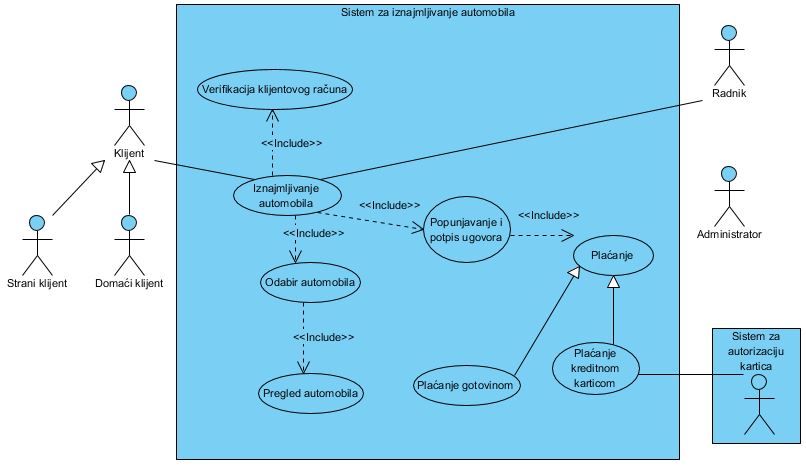 Sistem za iznajmljivanje automobila
Radnik
Verifikacija klijentovog računa
Klijent
<<Include>>
Iznajmljivanje
automobila
<<Include>>
Popunjavanje i
potpis ugovora
<<Include>>
Administrator
<<Include>>
Plaćanje
Strani klijent
Domaći klijent
Odabir automobila
<<Include>>
Pregled automobila
Plaćanje gotovinom
Plaćanje
kreditnom
karticom
Sistem za
autorizaciju
kartica